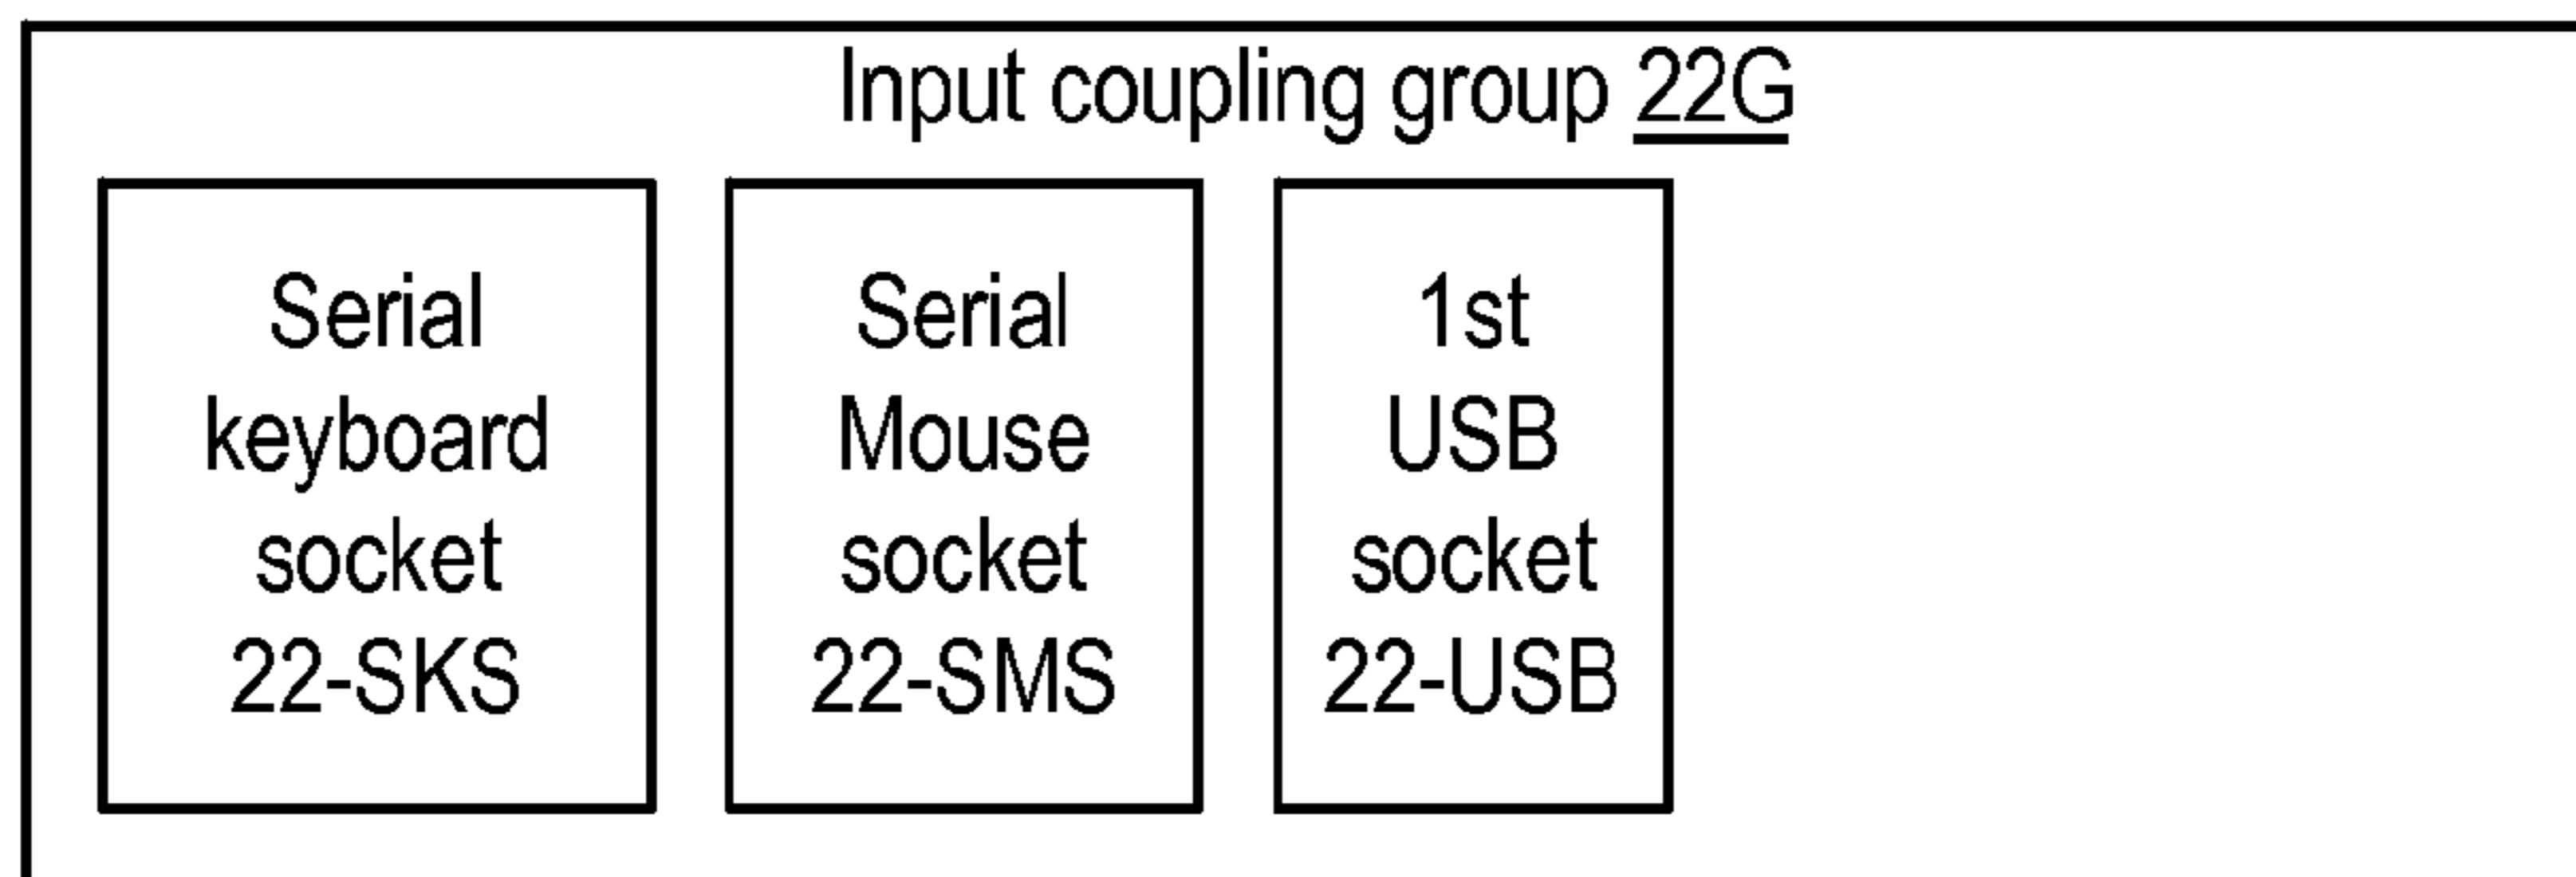 Input coupling group 22G
Serial
keyboard
socket
22-SKS
Serial
Mouse
socket
22-SMS
1st
USB
socket
22-USB